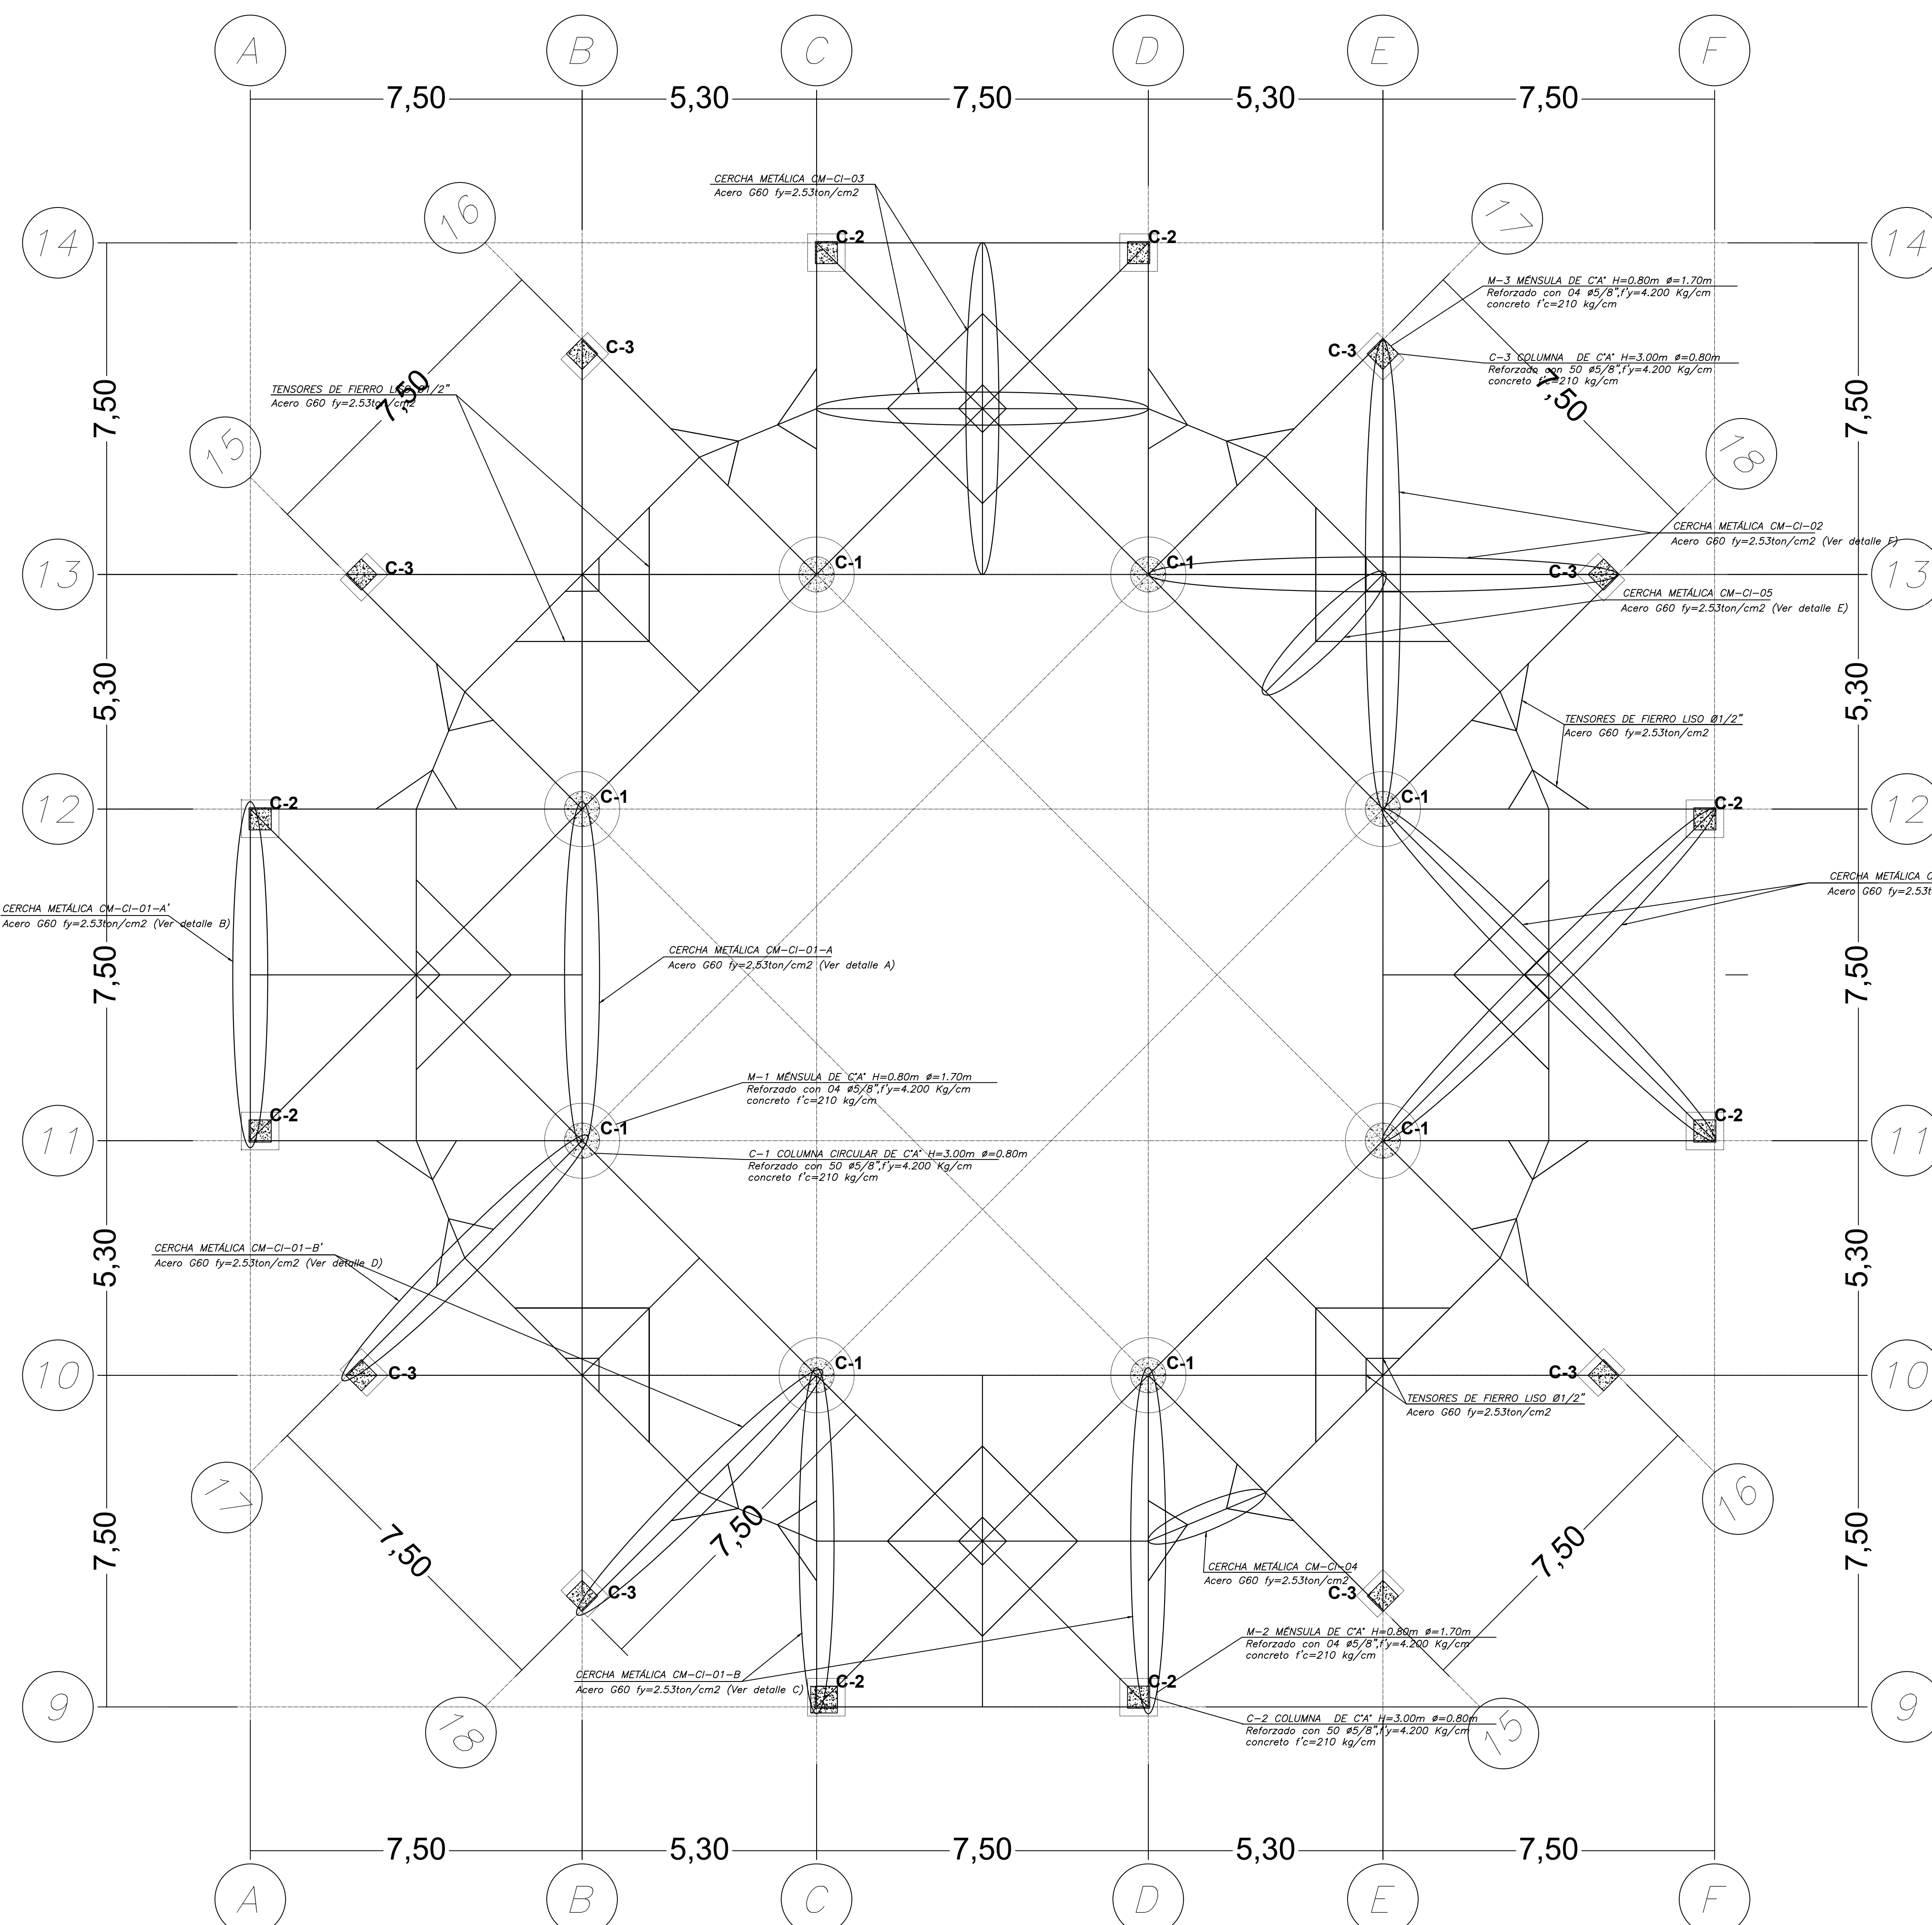 A B C D E F
7,50 5,30 7,50 5,30 7,50
CERCHA METÁLICA CM-CI-03
Acero G60 fy=2.53ton/cm2
16
17
14
14
C-2
C-2
M-3 MÉNSULA DE C'A' H=0.80m ø=1.70m
Reforzado con 04 ø5/8",f'y=4.200 Kg/cm
concreto f'c=210 kg/cm
C-3
C-3
C-3 COLUMNA DE C'A' H=3.00m ø=0.80m
Reforzado con 50 ø5/8",f'y=4.200 Kg/cm
concreto f'c=210 kg/cm
TENSORES DE FIERRO LISO Ø1/2"
Acero G60 fy=2.53ton/cm2
7,50
7,50
7,50
7,50
15
18
CERCHA METÁLICA CM-CI-02
Acero G60 fy=2.53ton/cm2 (Ver detalle F)
13
C-3
C-1
C-1
C-3
13
CERCHA METÁLICA CM-CI-05
Acero G60 fy=2.53ton/cm2 (Ver detalle E)
5,30
5,30
TENSORES DE FIERRO LISO Ø1/2"
Acero G60 fy=2.53ton/cm2
12
C-2
C-1
C-1
C-2
12
CERCHA METÁLICA C
Acero G60 fy=2.53t
CERCHA METÁLICA CM-CI-01-A'
Acero G60 fy=2.53ton/cm2 (Ver detalle B)
CERCHA METÁLICA CM-CI-01-A
Acero G60 fy=2.53ton/cm2 (Ver detalle A)
7,50
7,50
M-1 MÉNSULA DE C'A' H=0.80m ø=1.70m
Reforzado con 04 ø5/8",f'y=4.200 Kg/cm
concreto f'c=210 kg/cm
11
C-2
C-1
C-1
C-2
11
C-1 COLUMNA CIRCULAR DE C'A' H=3.00m ø=0.80m
Reforzado con 50 ø5/8",f'y=4.200 Kg/cm
concreto f'c=210 kg/cm
CERCHA METÁLICA CM-CI-01-B'
Acero G60 fy=2.53ton/cm2 (Ver detalle D)
5,30
5,30
10
C-3
C-1
C-1
C-3
10
TENSORES DE FIERRO LISO Ø1/2"
Acero G60 fy=2.53ton/cm2
17
16
7,50
7,50
7,50
7,50
7,50
CERCHA METÁLICA CM-CI-04
Acero G60 fy=2.53ton/cm2
C-3
C-3
M-2 MÉNSULA DE C'A' H=0.80m ø=1.70m
Reforzado con 04 ø5/8",f'y=4.200 Kg/cm
concreto f'c=210 kg/cm
CERCHA METÁLICA CM-CI-01-B
Acero G60 fy=2.53ton/cm2 (Ver detalle C)
9
C-2
C-2
9
C-2 COLUMNA DE C'A' H=3.00m ø=0.80m
Reforzado con 50 ø5/8",f'y=4.200 Kg/cm
concreto f'c=210 kg/cm
18
15
7,50 5,30 7,50 5,30 7,50
A B C D E F